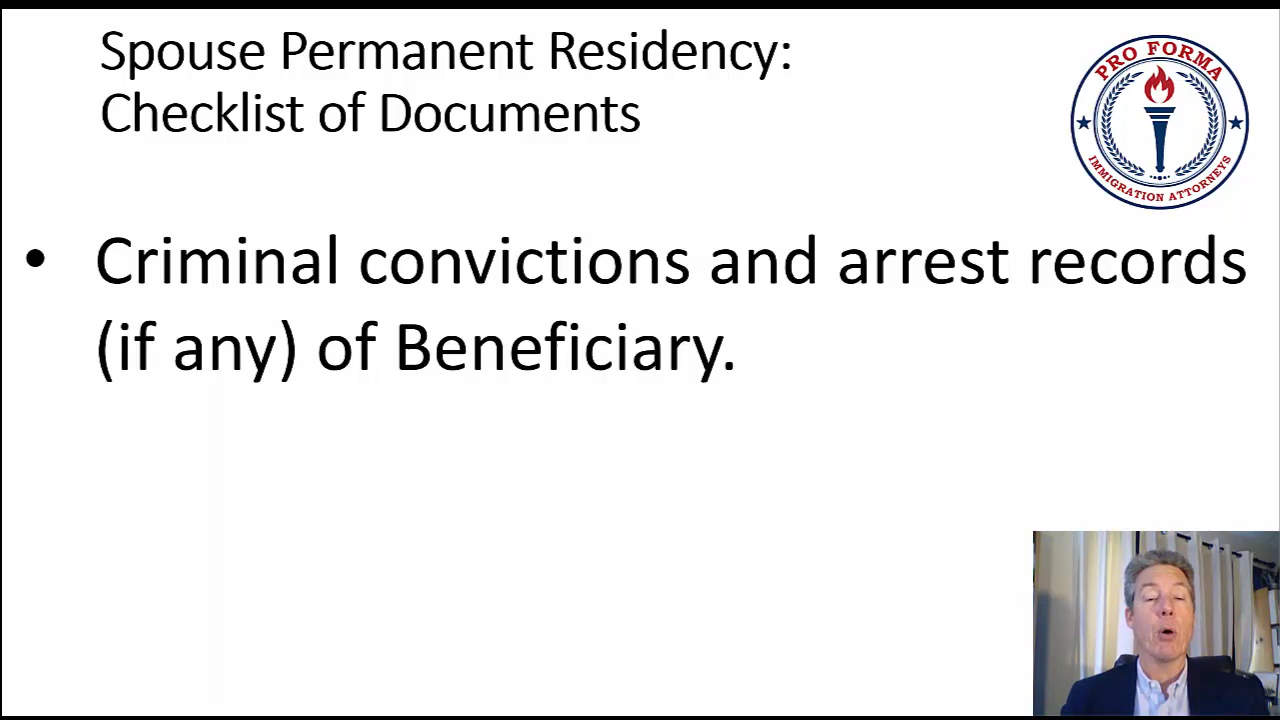 Spouse Permanent Residency:
Checklist of Documents
PRO FORMA
IMMIGRATION ATTORNEYS
• Criminal convictions and arrest records
(if any) of Beneficiary.